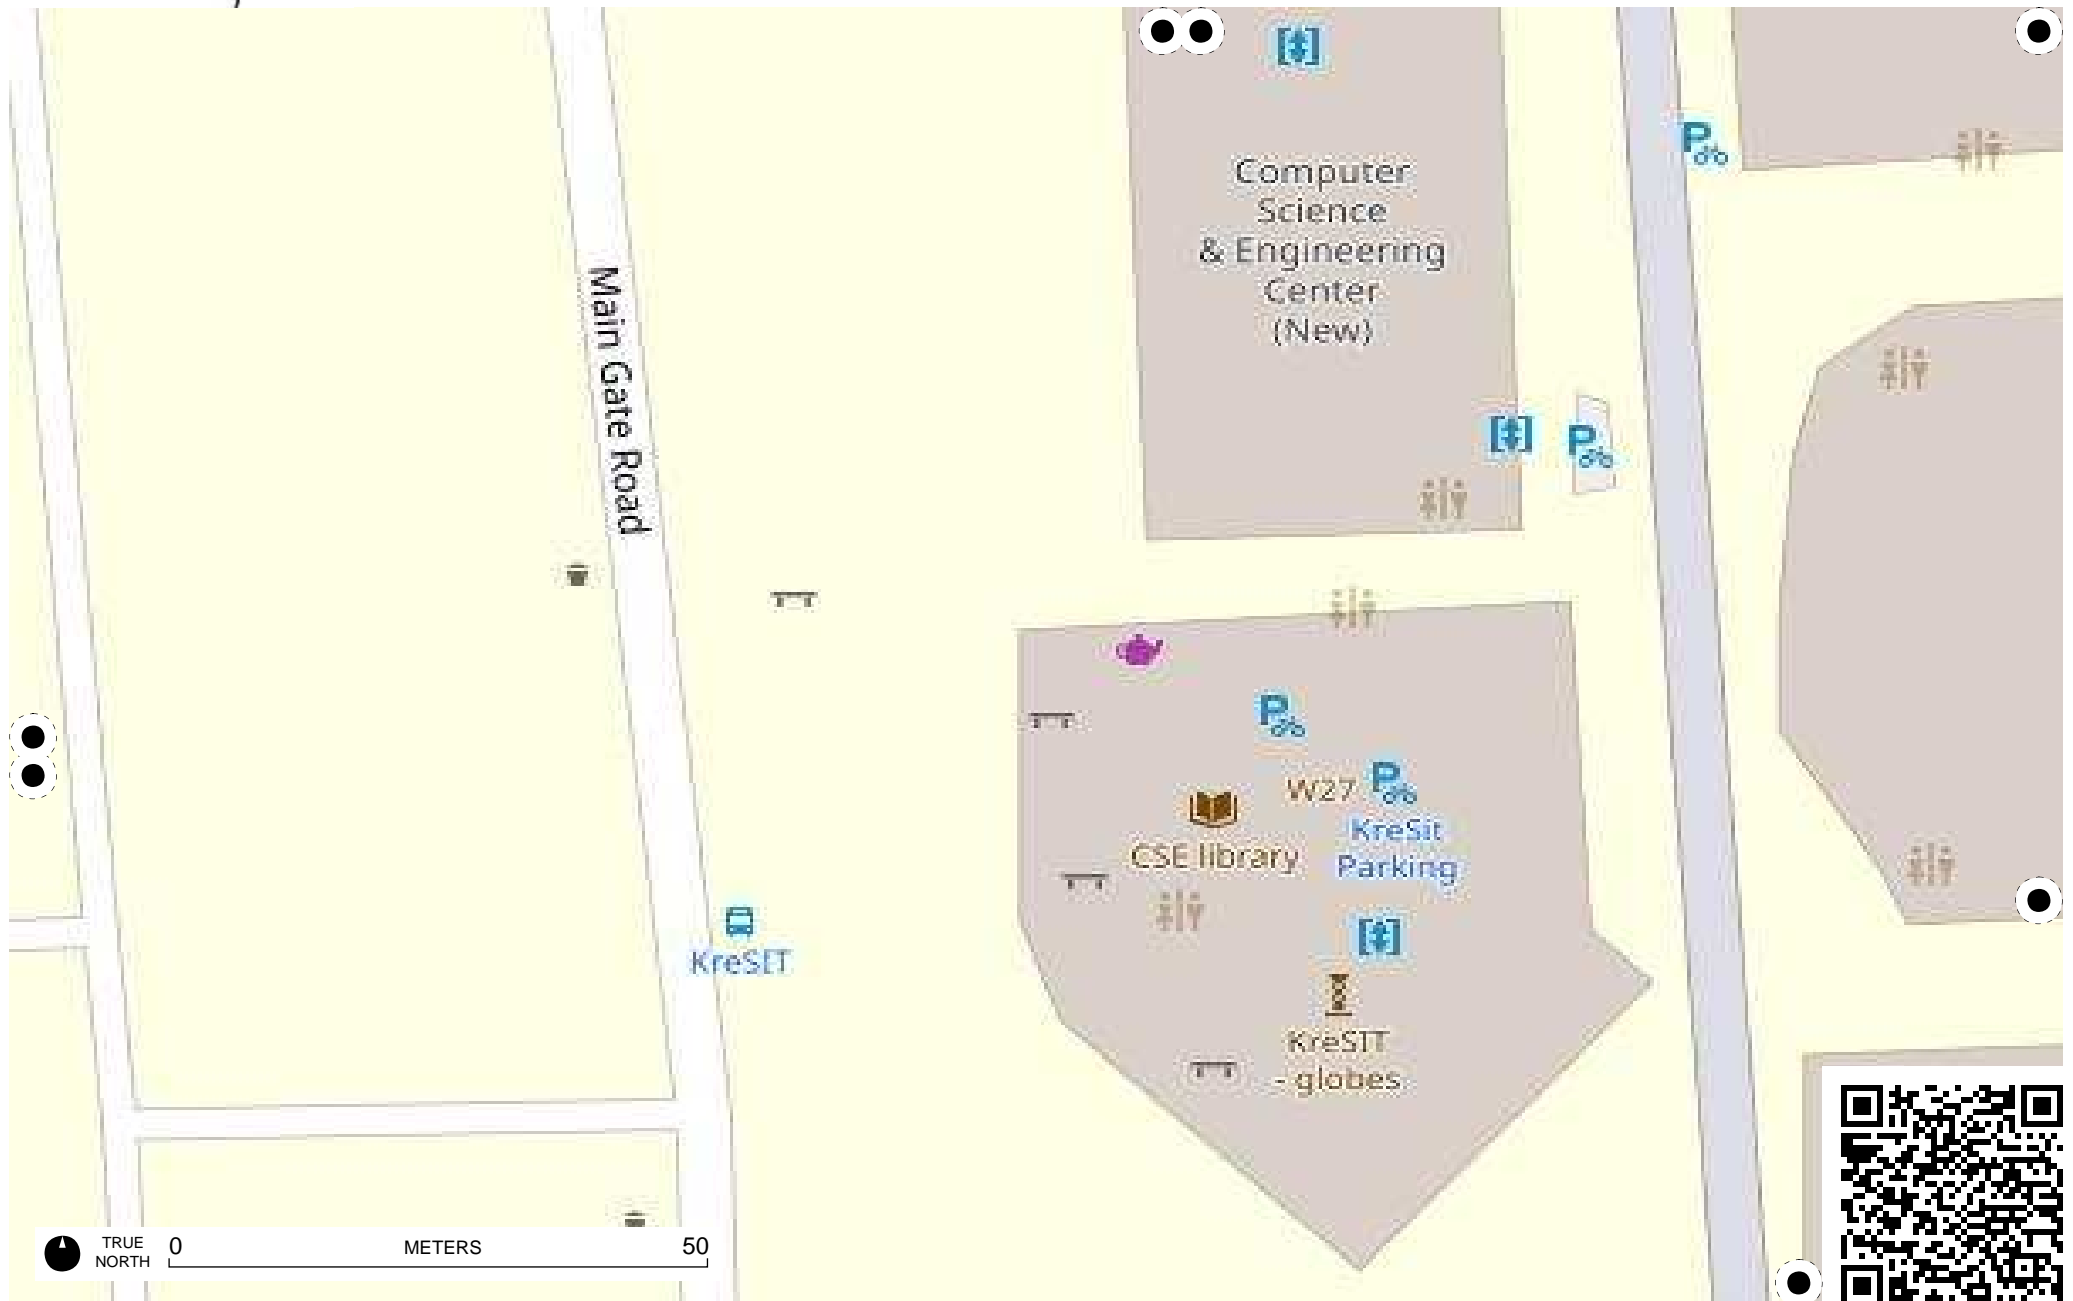 Computer
Science
& Engineering
Center
(New)
Main Gate Road
W27
KreSit
Parking
CSE library
KreSIT
KreSIT
- globes
TRUE
NORTH
0
METERS
50